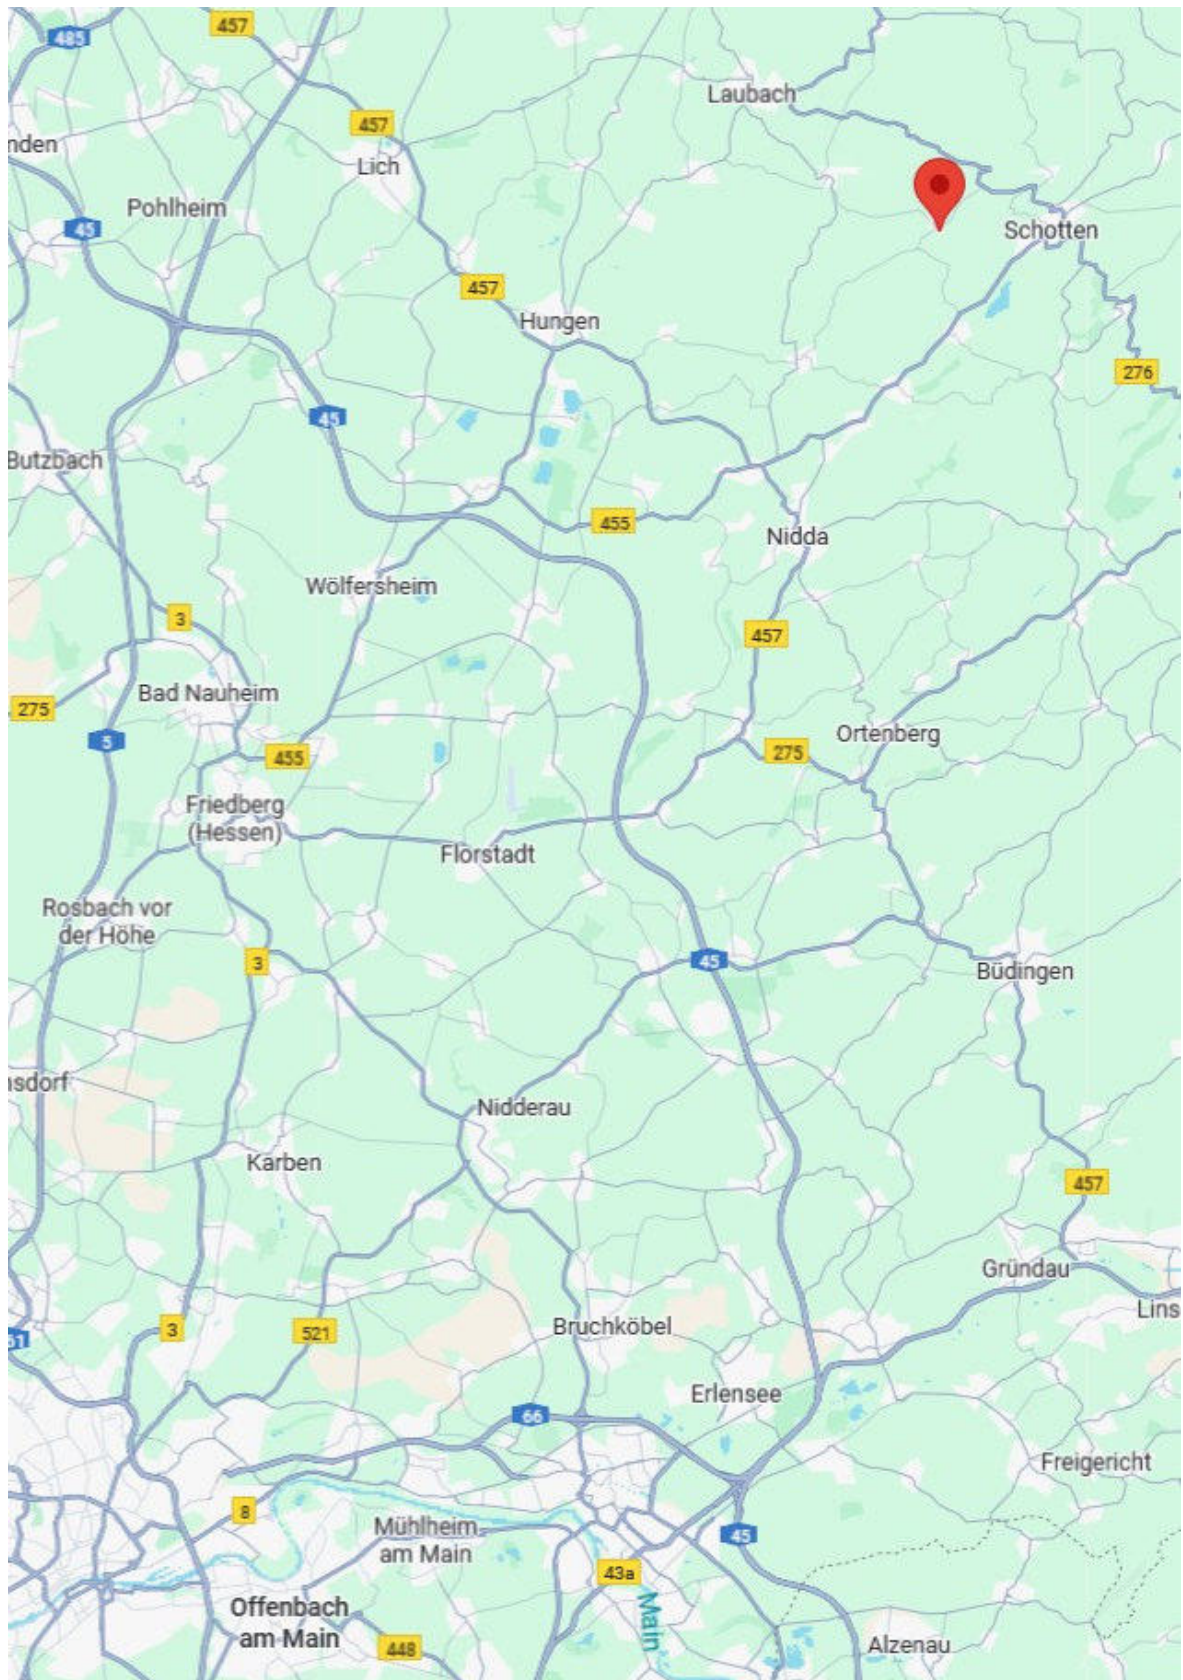 457
485
Laubach
457
nden
Lich
Pohlheim
45
Schotten
457
Hungen
276
45
Butzbach
455
Nidda
Wölfersheim
3
457
Bad Nauheim
275
5
Ortenberg
275
455
Friedberg
(Hessen)
Florstadt
Rosbach vor
der Höhe
3
45
Büdingen
nsdorf
Nidderau
Karben
457
Gründau
Lins
3
521
Bruchköbel
61
Erlensee
66
Freigericht
8
Mühlheim
am Main
45
43a
Offenbach
am Main
Main
448
Alzenau